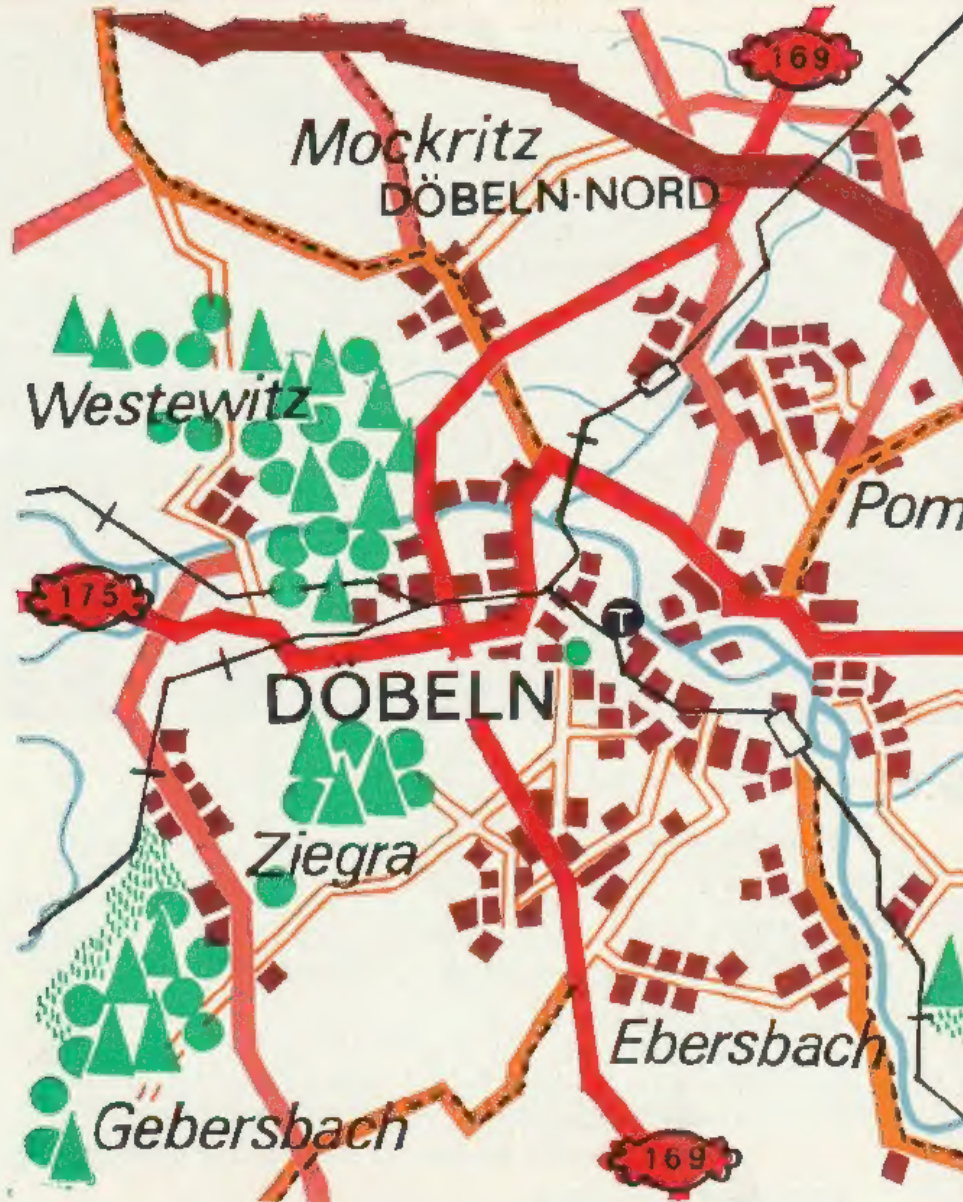 169
Mockritz
DÖBELN-NORD
Westewitz
Pom
175
T
DÖBELN
Ziegra
Ebersbach
Gebersbach
169